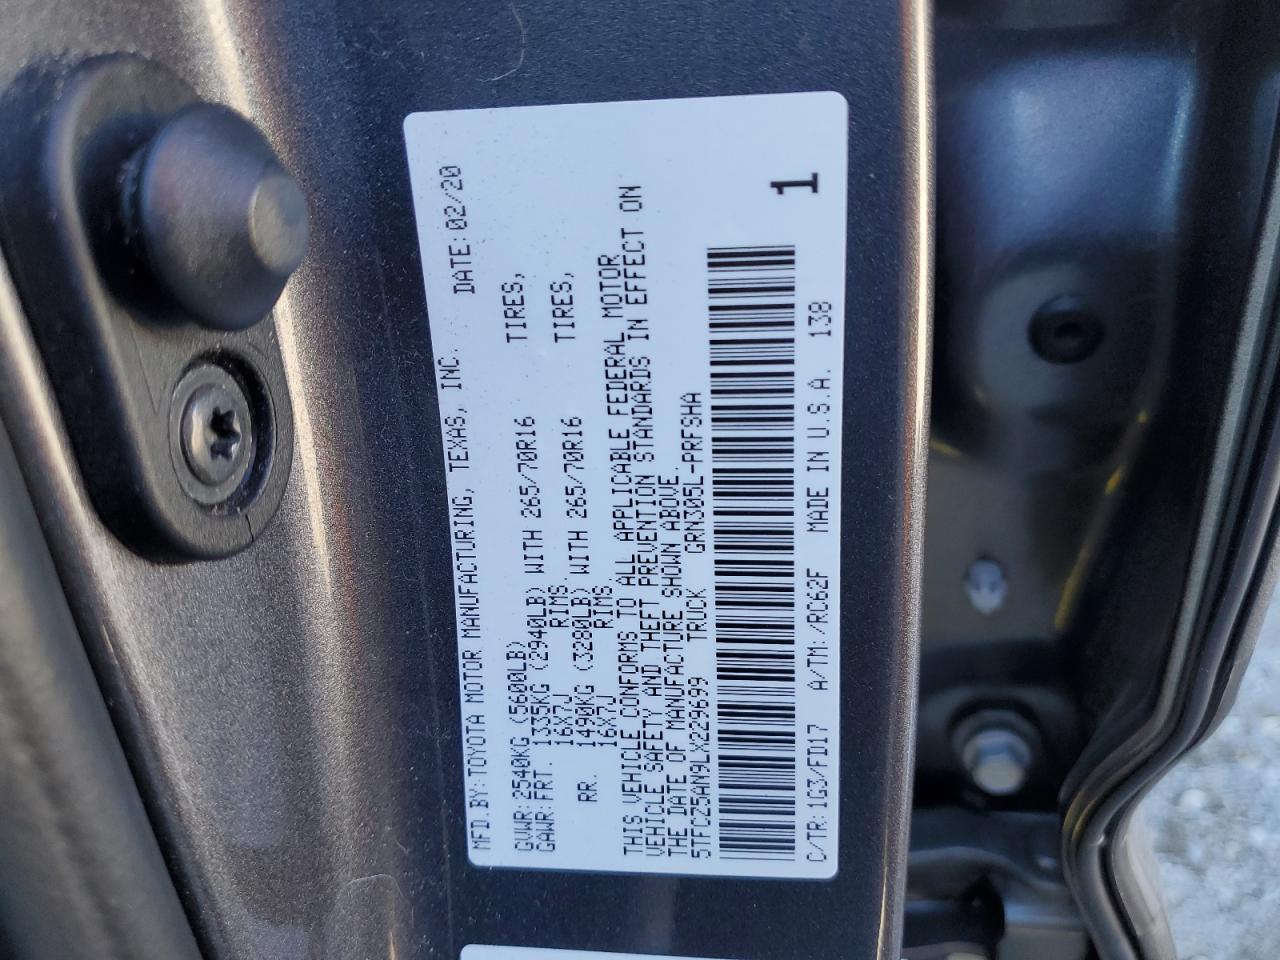 MFD.BY:TOYOTA MOTOR MANUFACTURING, TEXAS, INC. DATE:02/20
GVWR:2540KG (5600LB)
GAWR:FRT. 1335KG (2940LB) WITH 265/70R16 TIRES,
16X7J RIMS.
RR. 1490KG (3280LB) WITH 265/70R16 TIRES,
16X7J RIMS.
THIS VEHICLE CONFORMS TO ALL APPLICABLE FEDERAL MOTOR
VEHICLE SAFETY AND THEFT PREVENTION STANDARDS IN EFFECT ON
THE DATE OF MANUFACTURE SHOWN ABOVE.
5TFCZ5AN9LX229699 TRUCK GRN305L-PRFSHA
1
C/TR:1G3/FD17 A/TM:/RC62F MADE IN U.S.A. 138